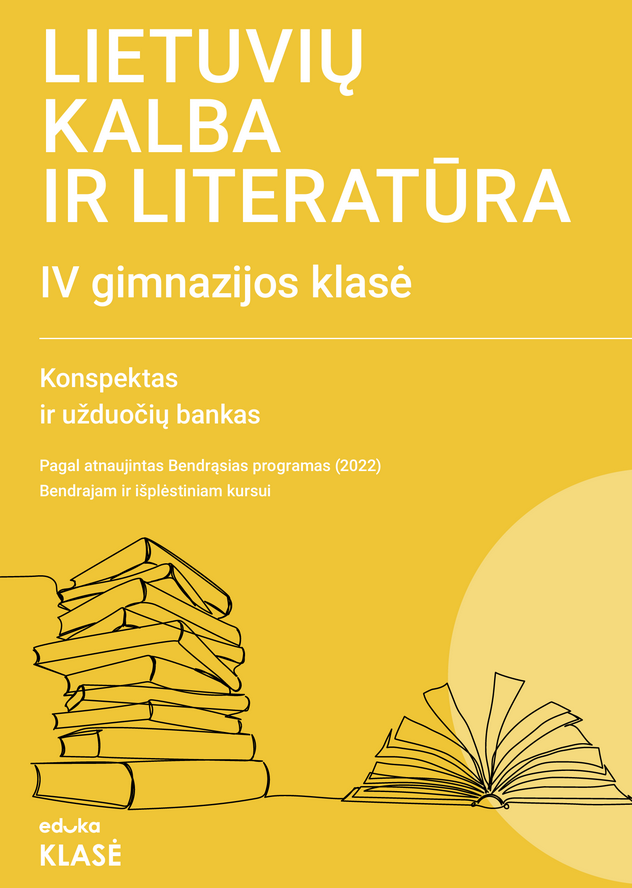 LIETUVIŲ
KALBA
IR LITERATŪRA
IV gimnazijos klasė
Konspektas
ir užduočių bankas
Pagal atnaujintas Bendrąsias programas (2022)
Bendrajam ir išplėstiniam kursui
eduka
KLASĖ